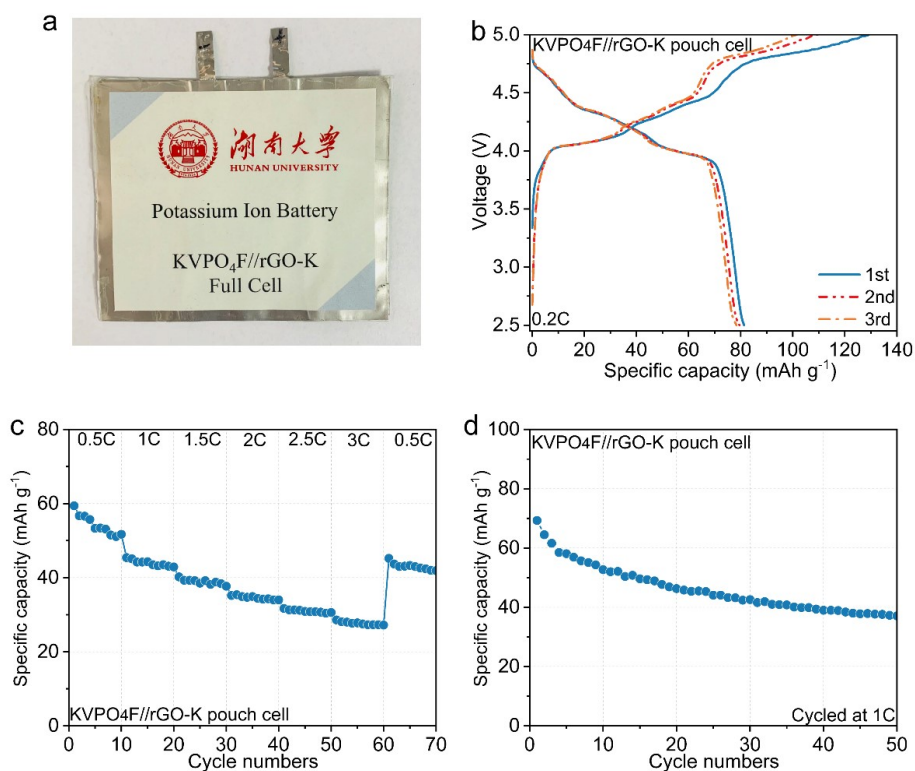 a
湖南大學
HUNAN UNIVERSITY
Potassium Ion Battery
KVPO₄F//rGO-K
Full Cell
b
KVPO4F//rGO-K pouch cell
5.0
4.5
4.0
3.5
3.0
2.5
Voltage (V)
1st
2nd
3rd
0.2C
0 20 40 60 80 100 120 140
Specific capacity (mAh g⁻¹)
c
80
60
40
20
0
Specific capacity (mAh g⁻¹)
0.5C 1C 1.5C 2C 2.5C 3C 0.5C
KVPO4F//rGO-K pouch cell
0 10 20 30 40 50 60 70
Cycle numbers
d
100
80
60
40
20
0
Specific capacity (mAh g⁻¹)
KVPO4F//rGO-K pouch cell
Cycled at 1C
0 10 20 30 40 50
Cycle numbers